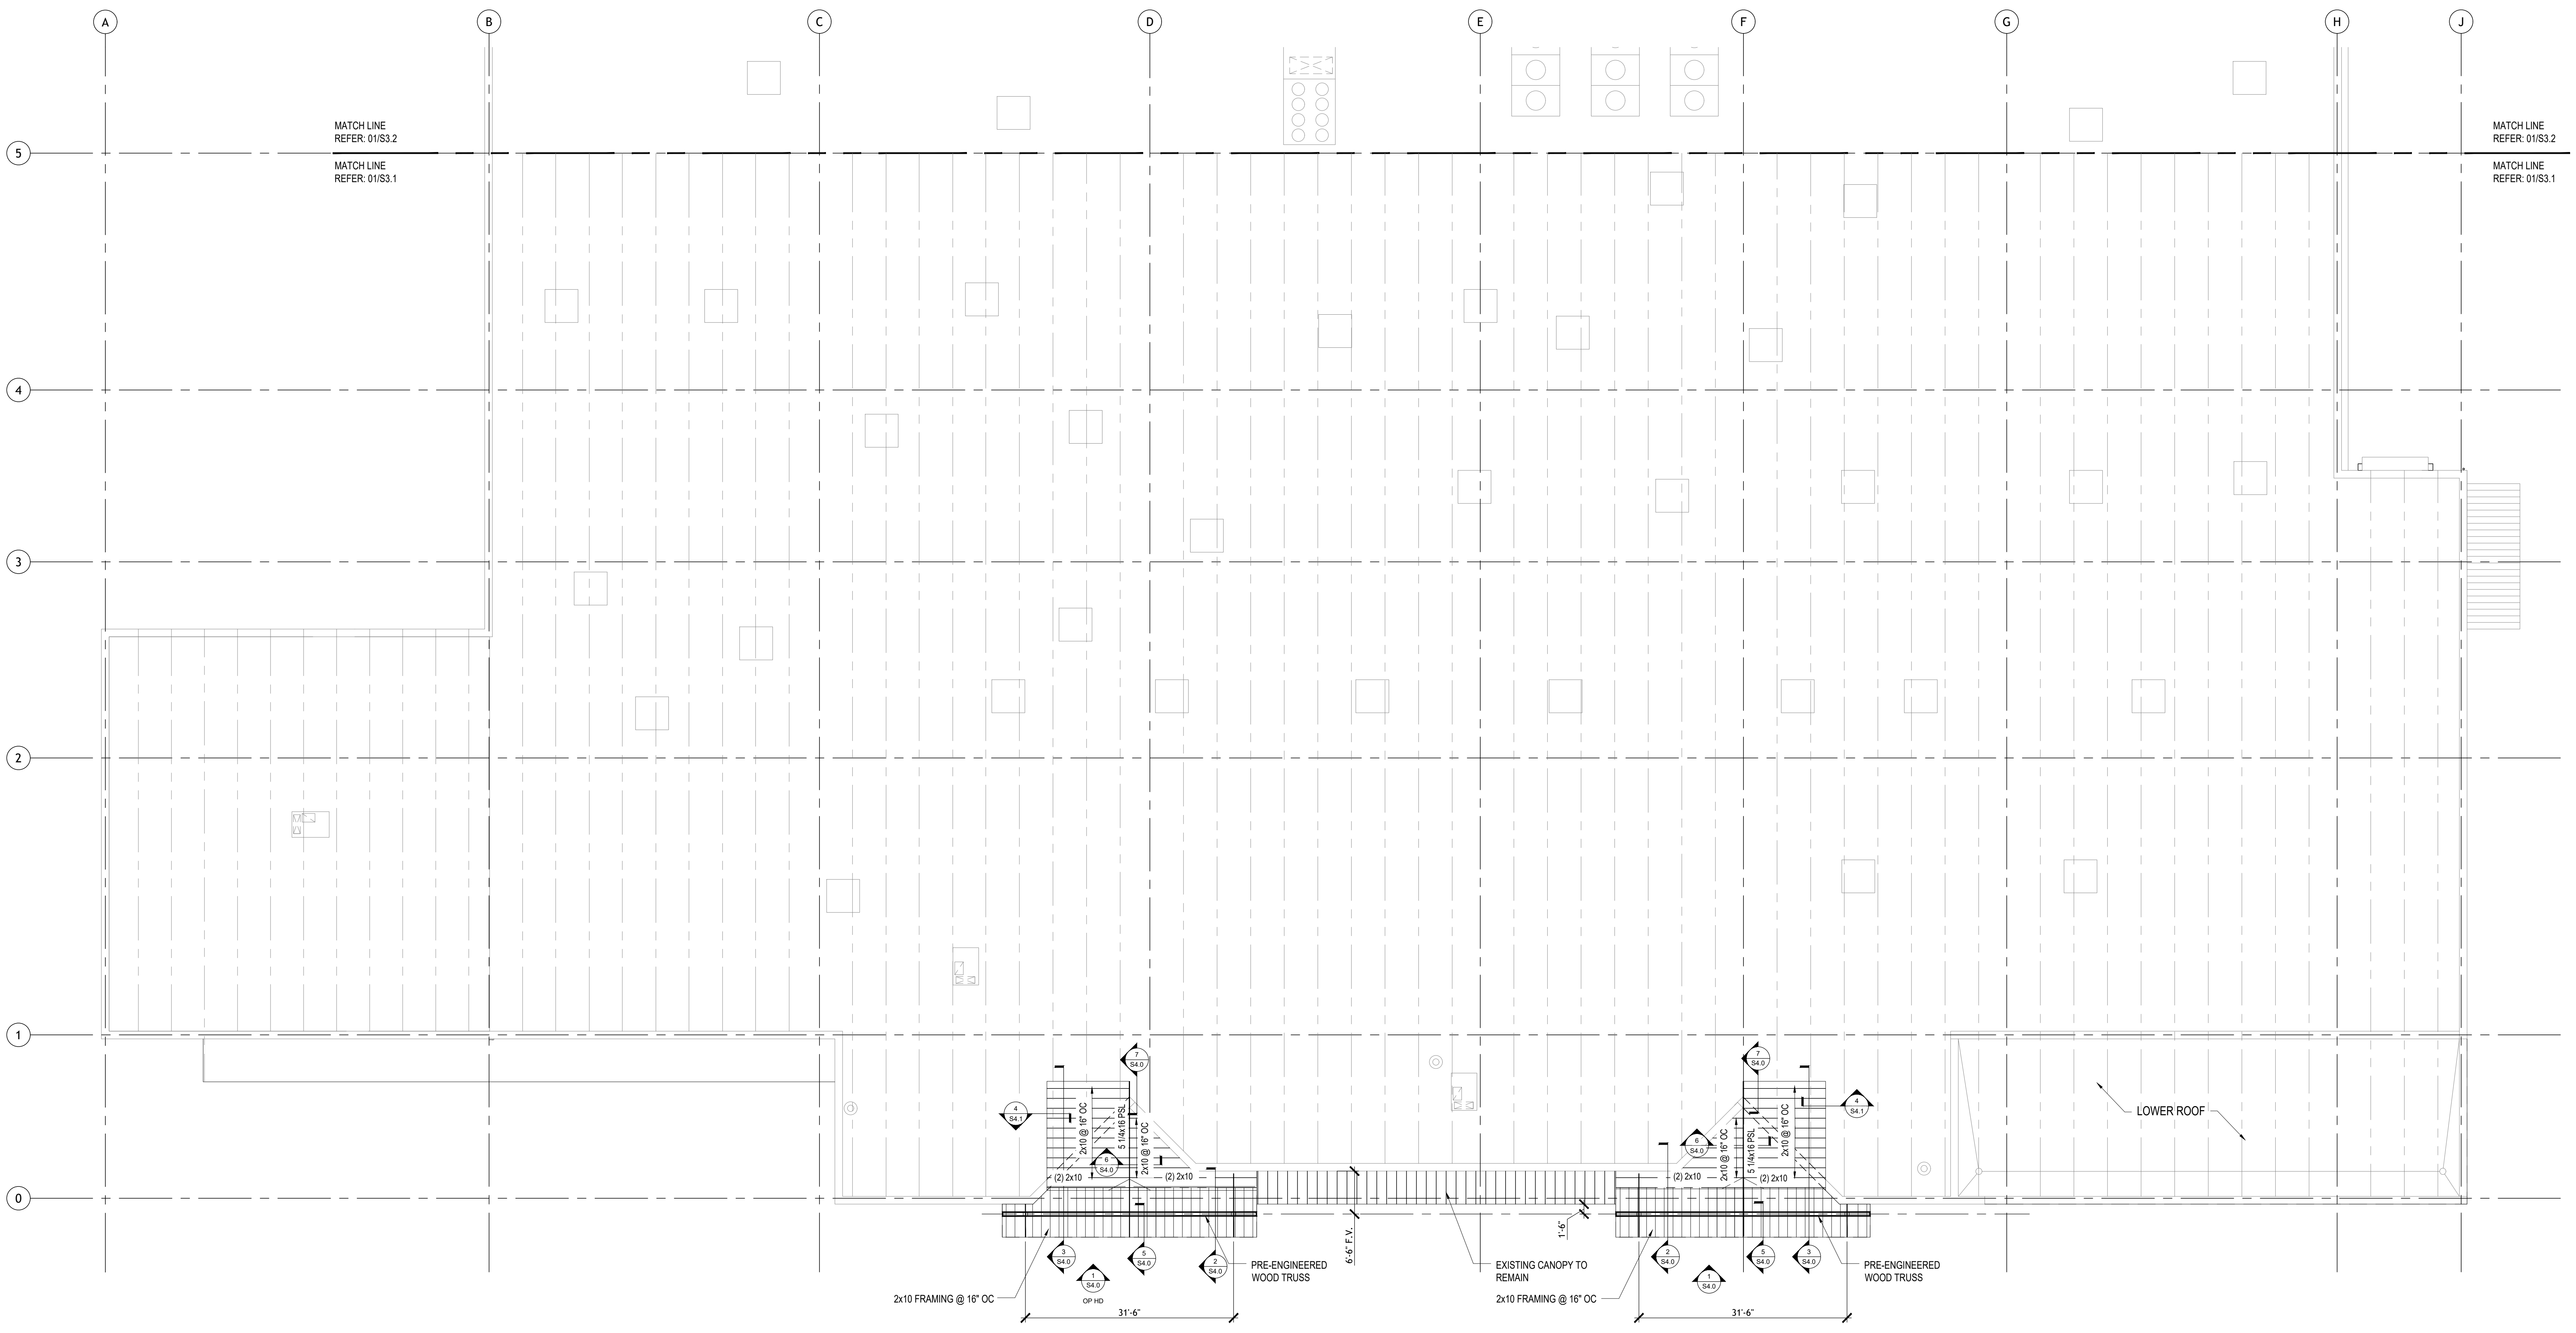 A
B
C
D
E
F
G
H
J
MATCH LINE
REFER: 01/S3.2
MATCH LINE
REFER: 01/S3.2
5
MATCH LINE
REFER: 01/S3.1
MATCH LINE
REFER: 01/S3.1
4
3
2
1
7
S4.0
7
S4.0
4
S4.1
4
S4.1
2x10 @ 16" OC
5 1/4x16 PSL
2x10 @ 16" OC
2x10 @ 16" OC
5 1/4x16 PSL
2x10 @ 16" OC
LOWER ROOF
6
S4.0
6
S4.0
(2) 2x10
(2) 2x10
(2) 2x10
(2) 2x10
0
6'-6" F.V.
1'-6"
3
S4.0
5
S4.0
2
S4.0
2
S4.0
5
S4.0
3
S4.0
PRE-ENGINEERED
WOOD TRUSS
EXISTING CANOPY TO
REMAIN
PRE-ENGINEERED
WOOD TRUSS
1
S4.0
OP HD
1
S4.0
2x10 FRAMING @ 16" OC
2x10 FRAMING @ 16" OC
31'-6"
31'-6"